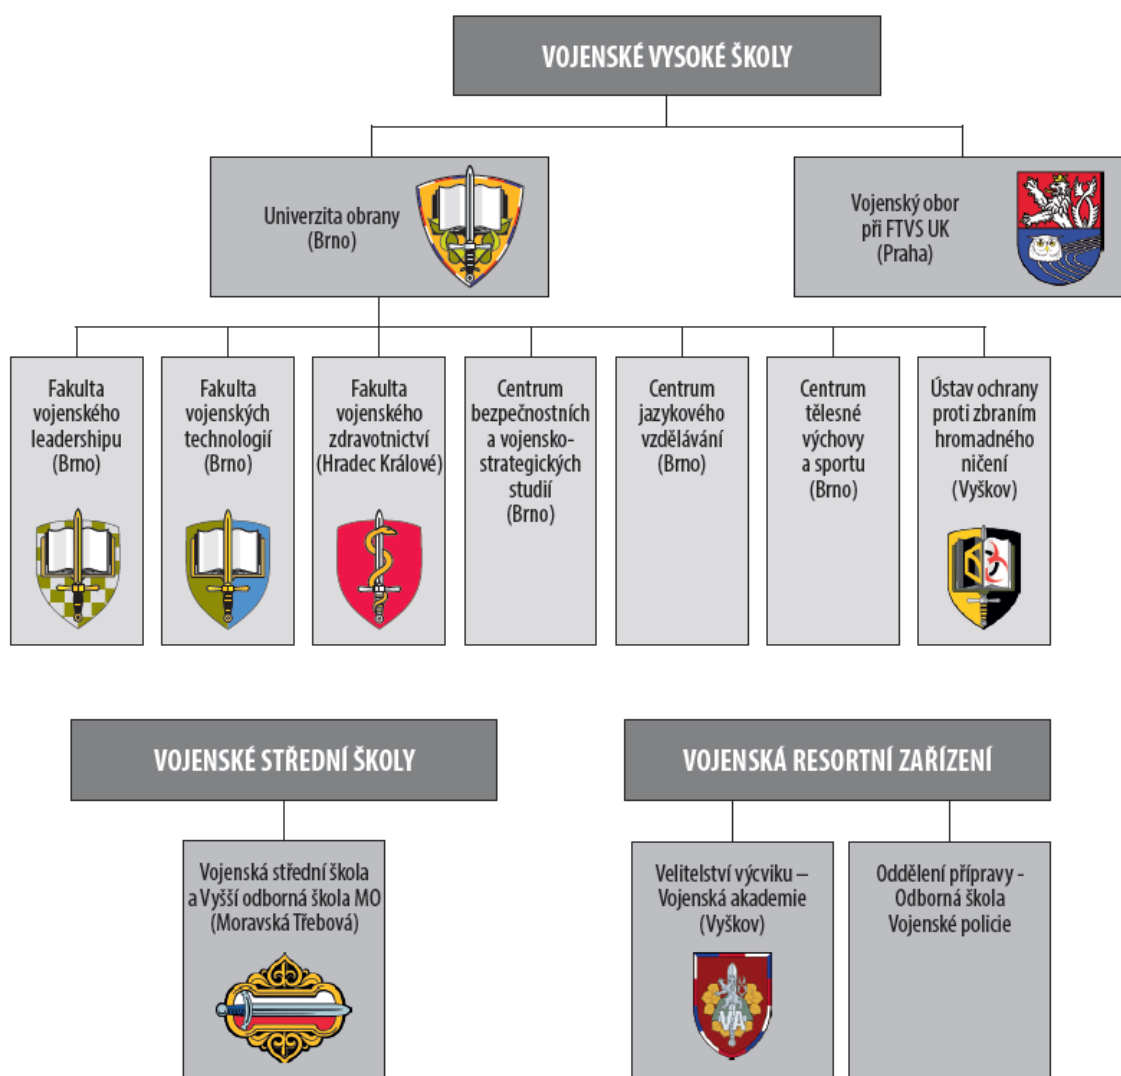 VOJENSKÉ VYSOKÉ ŠKOLY
Univerzita obrany
(Brno)
Vojenský obor
při FTVS UK
(Praha)
Fakulta
vojenského
leadershipu
(Brno)
Fakulta
vojenských
technologií
(Brno)
Fakulta
vojenského
zdravotnictví
(Hradec Králové)
Centrum
bezpečnostních
a vojensko-
strategických
studií
(Brno)
Centrum
jazykového
vzdělávání
(Brno)
Centrum
tělesné
výchovy
a sportu
(Brno)
Ústav ochrany
proti zbraním
hromadného
ničení
(Vyškov)
VOJENSKÉ STŘEDNÍ ŠKOLY
Vojenská střední škola
a Vyšší odborná škola MO
(Moravská Třebová)
VOJENSKÁ RESORTNÍ ZAŘÍZENÍ
Velitelství výcviku –
Vojenská akademie
(Vyškov)
VA
Oddělení přípravy -
Odborná škola
Vojenské policie